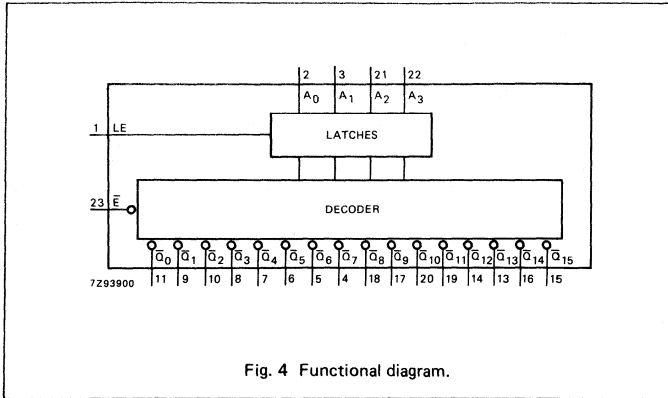 2 3 21 22
A0 A1 A2 A3
1 LE LATCHES
23 E̅ DECODER
Q̅0 Q̅1 Q̅2 Q̅3 Q̅4 Q̅5 Q̅6 Q̅7 Q̅8 Q̅9 Q̅10 Q̅11 Q̅12 Q̅13 Q̅14 Q̅15
7Z93900 11 9 10 8 7 6 5 4 18 17 20 19 14 13 16 15
Fig. 4 Functional diagram.